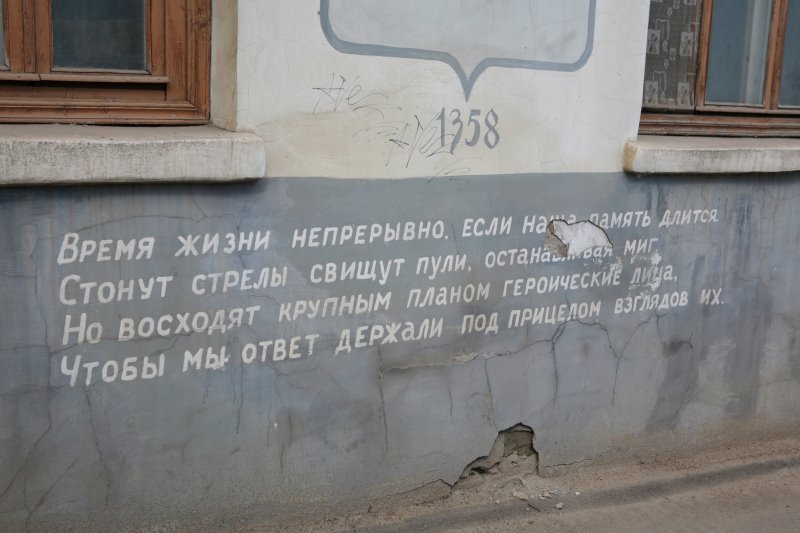 1358
Время жизни непрерывно, если наша память длится
Стонут стрелы свищут пули, останавливая миг.
Но восходят крупным планом героические лица,
Чтобы мы ответ держали под прицелом взглядов их.